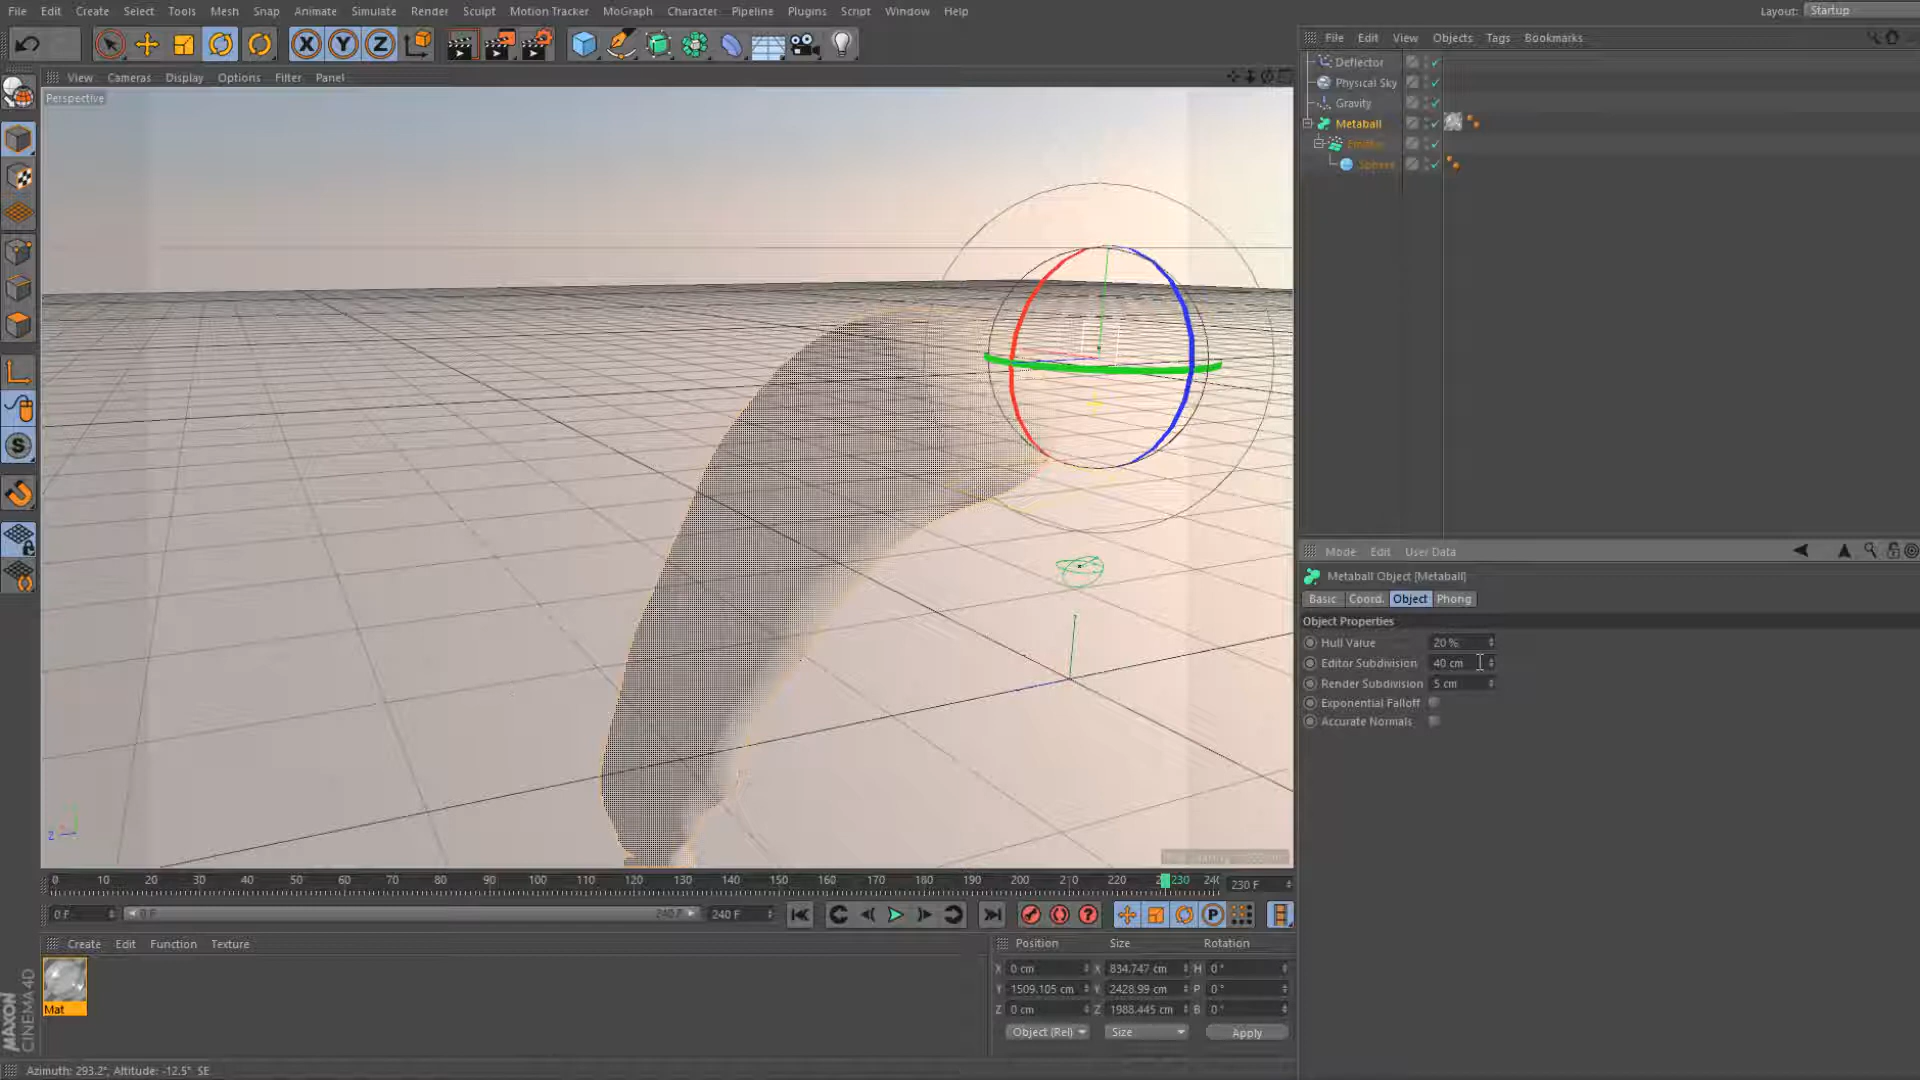 File Edit Create Select Tools Mesh Snap Animate Simulate Render Sculpt Motion Tracker MoGraph Character Pipeline Plugins Script Window Help
Layout: Startup
File Edit View Objects Tags Bookmarks
Deflector
Physical Sky
Gravity
Metaball
Sphere
View Cameras Display Options Filter Panel
Perspective
Z
Mode Edit User Data
Metaball Object [Metaball]
Basic Coord. Object Phong
Object Properties
Hull Value 20 %
Editor Subdivision 40 cm
Render Subdivision 5 cm
Exponential Falloff
Accurate Normals
0 10 20 30 40 50 60 70 80 90 100 110 120 130 140 150 160 170 180 190 200 210 220 230 240
230 F
0 F 0 F 240 F 240 F
Create Edit Function Texture
Mat
Position Size Rotation
X 0 cm X 834.747 cm H 0°
Y 1509.105 cm Y 2428.99 cm P 0°
Z 0 cm Z 1988.445 cm B 0°
Object (Rel) Size Apply
MAXON
CINEMA 4D
Azimuth: 293.2°, Altitude: -12.5° SE